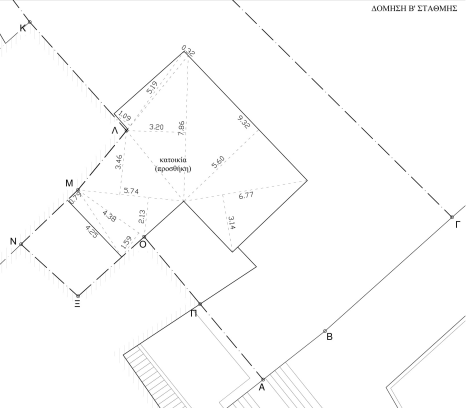 ΔΟΜΗΣΗ Β' ΣΤΑΘΜΗΣ
Κ
0.32
5.19
1.09
Λ
3.20
7.86
9.32
κατοικία
(προσθήκη)
3.46
5.60
Μ
5.74
6.77
0.79
4.38
2.13
3.14
4.25
1.59
Γ
Ν
Ο
Ξ
Π
Β
Α